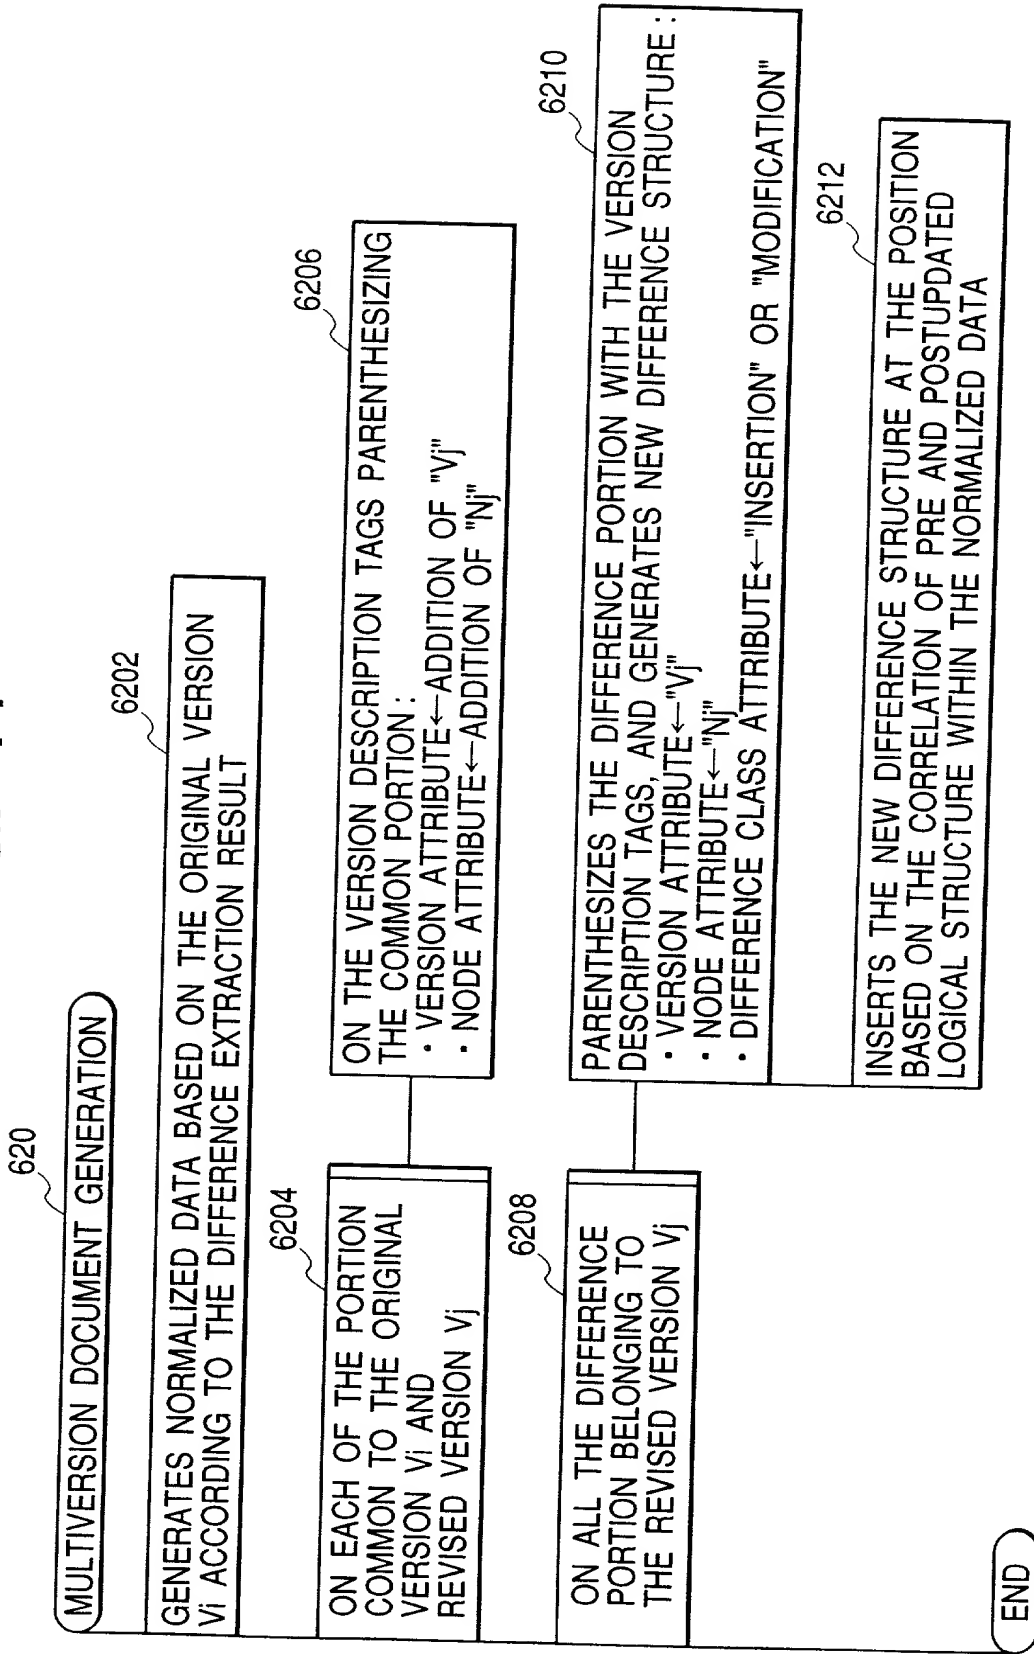 620
MULTIVERSION DOCUMENT GENERATION
6202
GENERATES NORMALIZED DATA BASED ON THE ORIGINAL VERSION
Vi ACCORDING TO THE DIFFERENCE EXTRACTION RESULT
6204
ON EACH OF THE PORTION
COMMON TO THE ORIGINAL
VERSION Vi AND
REVISED VERSION Vj
6206
ON THE VERSION DESCRIPTION TAGS PARENTHESIZING
THE COMMON PORTION :
・ VERSION ATTRIBUTE←ADDITION OF "Vj"
・ NODE ATTRIBUTE←ADDITION OF "Nj"
6208
ON ALL THE DIFFERENCE
PORTION BELONGING TO
THE REVISED VERSION Vj
6210
PARENTHESIZES THE DIFFERENCE PORTION WITH THE VERSION
DESCRIPTION TAGS, AND GENERATES NEW DIFFERENCE STRUCTURE :
・ VERSION ATTRIBUTE←"Vj"
・ NODE ATTRIBUTE←"Nj"
・ DIFFERENCE CLASS ATTRIBUTE←"INSERTION" OR "MODIFICATION"
6212
INSERTS THE NEW DIFFERENCE STRUCTURE AT THE POSITION
BASED ON THE CORRELATION OF PRE AND POSTUPDATED
LOGICAL STRUCTURE WITHIN THE NORMALIZED DATA
END